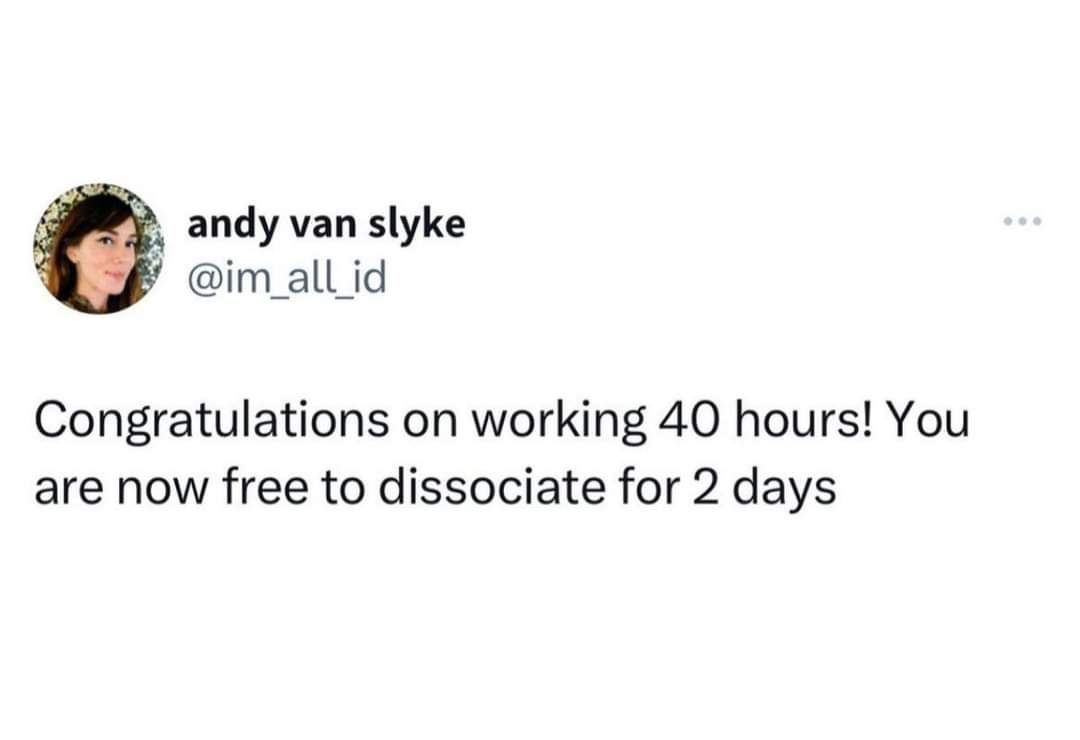 andy van slyke
@im_all_id
Congratulations on working 40 hours! You
are now free to dissociate for 2 days